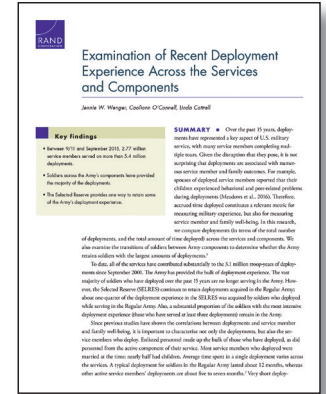 RAND
CORPORATION
Examination of Recent Deployment
Experience Across the Services
and Components
Jennie W. Wenger, Caolionn O'Connell, Linda Cottrell
Key Findings
• Between 9/11 and September 2015, 2.77 million
service members served on more than 5.4 million
deployments.
• Soldiers across the Army's components have provided
the majority of the deployments.
• The Selected Reserve provides one way to retain some
of the Army's deployment experience.
SUMMARY ■ Over the past 15 years, deploy-
ments have represented a key aspect of U.S. military
service, with many service members completing mul-
tiple tours. Given the disruption that they pose, it is not
surprising that deployments are associated with numer-
ous service member and family outcomes. For example,
spouses of deployed service members reported that their
children experienced behavioral and peer-related problems
during deployments (Meadows et al., 2016). Therefore,
accrued time deployed constitutes a relevant metric for
measuring military experience, but also for measuring
service member and family well-being. In this research,
we compare deployments (in terms of the total number
of deployments, and the total amount of time deployed) across the services and components. We
also examine the transitions of soldiers between Army components to determine whether the Army
retains soldiers with the largest amounts of deployments.¹
To date, all of the services have contributed substantially to the 3.1 million troop-years of deploy-
ments since September 2001. The Army has provided the bulk of deployment experience. The vast
majority of soldiers who have deployed over the past 15 years are no longer serving in the Army. How-
ever, the Selected Reserve (SELRES) continues to retain deployments acquired in the Regular Army:
about one-quarter of the deployment experience in the SELRES was acquired by soldiers who deployed
while serving in the Regular Army. Also, a substantial proportion of the soldiers with the most extensive
deployment experience (those who have served at least three deployments) remain in the Army.
Since previous studies have shown the correlations between deployments and service member
and family well-being, it is important to characterize not only the deployments, but also the ser-
vice members who deploy. Enlisted personnel made up the bulk of those who have deployed, as did
personnel from the active component of their service. Most service members who deployed were
married at the time; nearly half had children. Average time spent in a single deployment varies across
the services. A typical deployment for soldiers in the Regular Army lasted about 12 months, whereas
other active service members' deployments are about five to seven months.² Very short deploy-